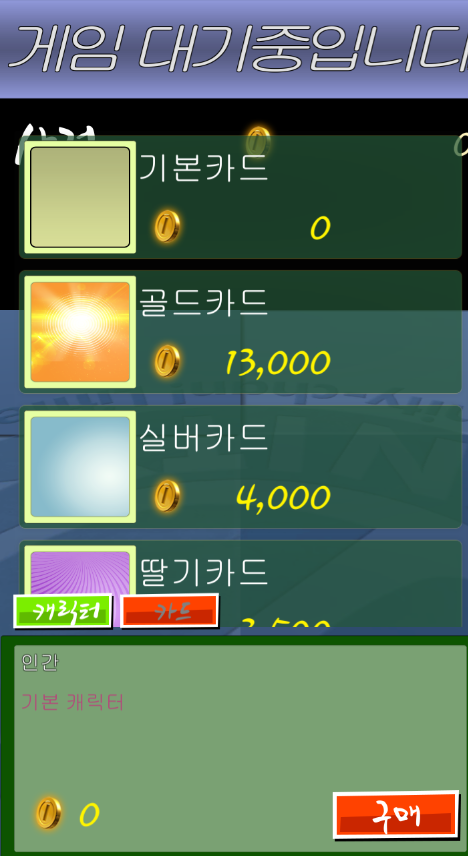 게임 대기중입니다
기본카드
0
골드카드
13,000
실버카드
4,000
딸기카드
캐릭터
카드
인간
기본 캐릭터
0
구매